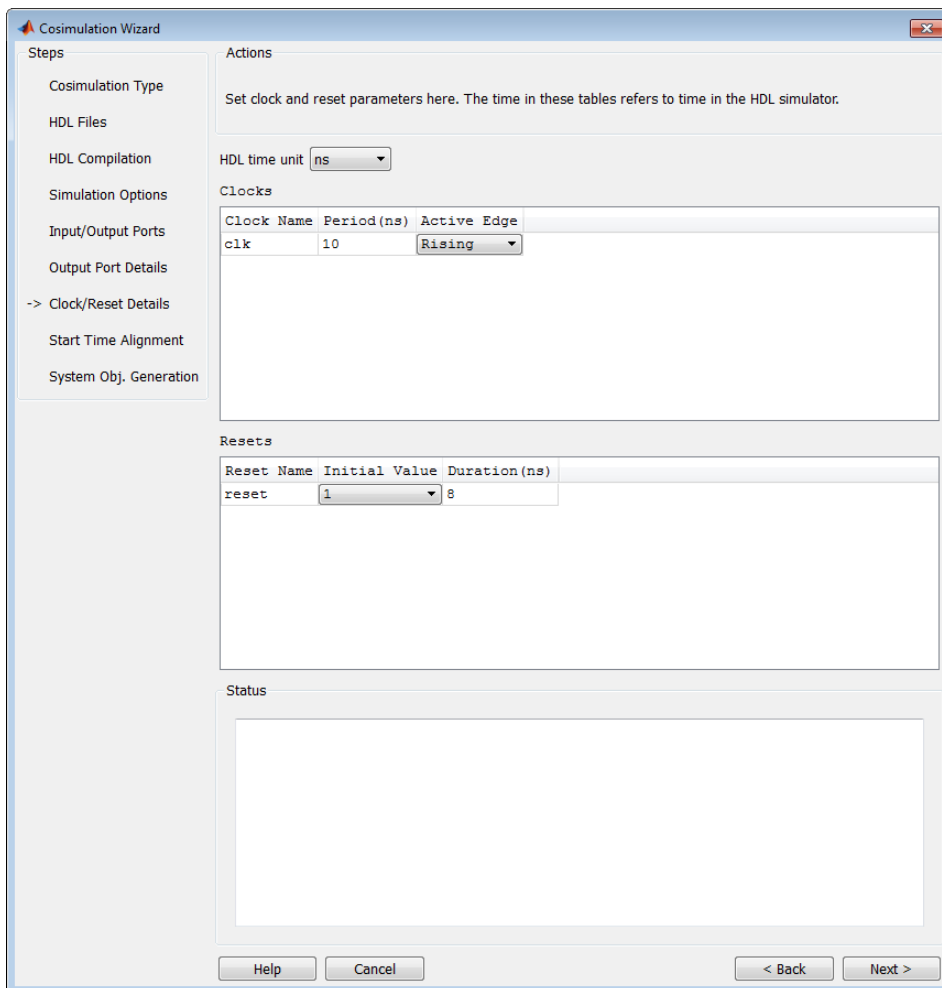 Cosimulation Wizard
Steps
Cosimulation Type
HDL Files
HDL Compilation
Simulation Options
Input/Output Ports
Output Port Details
-> Clock/Reset Details
Start Time Alignment
System Obj. Generation
Actions
Set clock and reset parameters here. The time in these tables refers to time in the HDL simulator.
HDL time unit ns
Clocks
Clock Name Period(ns) Active Edge
clk 10 Rising
Resets
Reset Name Initial Value Duration(ns)
reset 1 8
Status
Help Cancel < Back Next >